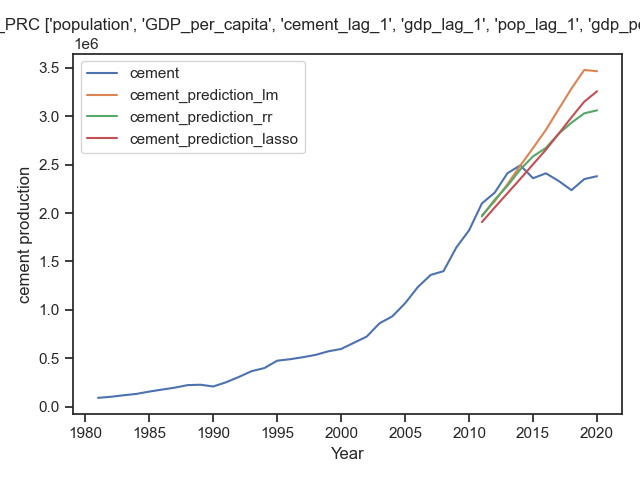 _PRC ['population', 'GDP_per_capita', 'cement_lag_1', 'gdp_lag_1', 'pop_lag_1', 'gdp_pe
1e6
cement
cement_prediction_lm
cement_prediction_rr
cement_prediction_lasso
3.5
3.0
2.5
2.0
1.5
1.0
0.5
0.0
cement production
1980 1985 1990 1995 2000 2005 2010 2015 2020
Year